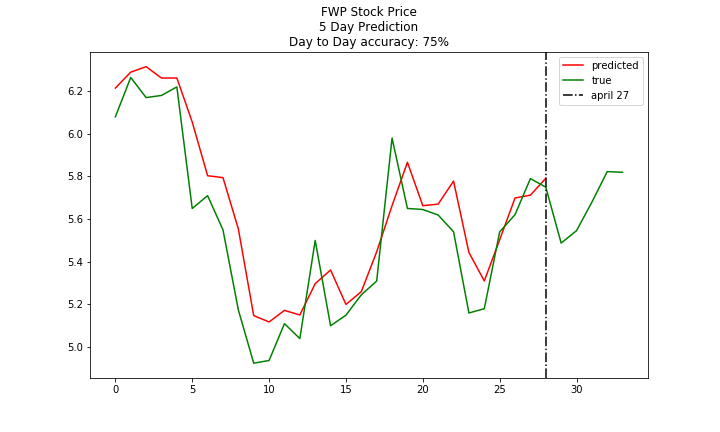 FWP Stock Price
5 Day Prediction
Day to Day accuracy: 75%
predicted
true
april 27
6.2
6.0
5.8
5.6
5.4
5.2
5.0
0 5 10 15 20 25 30